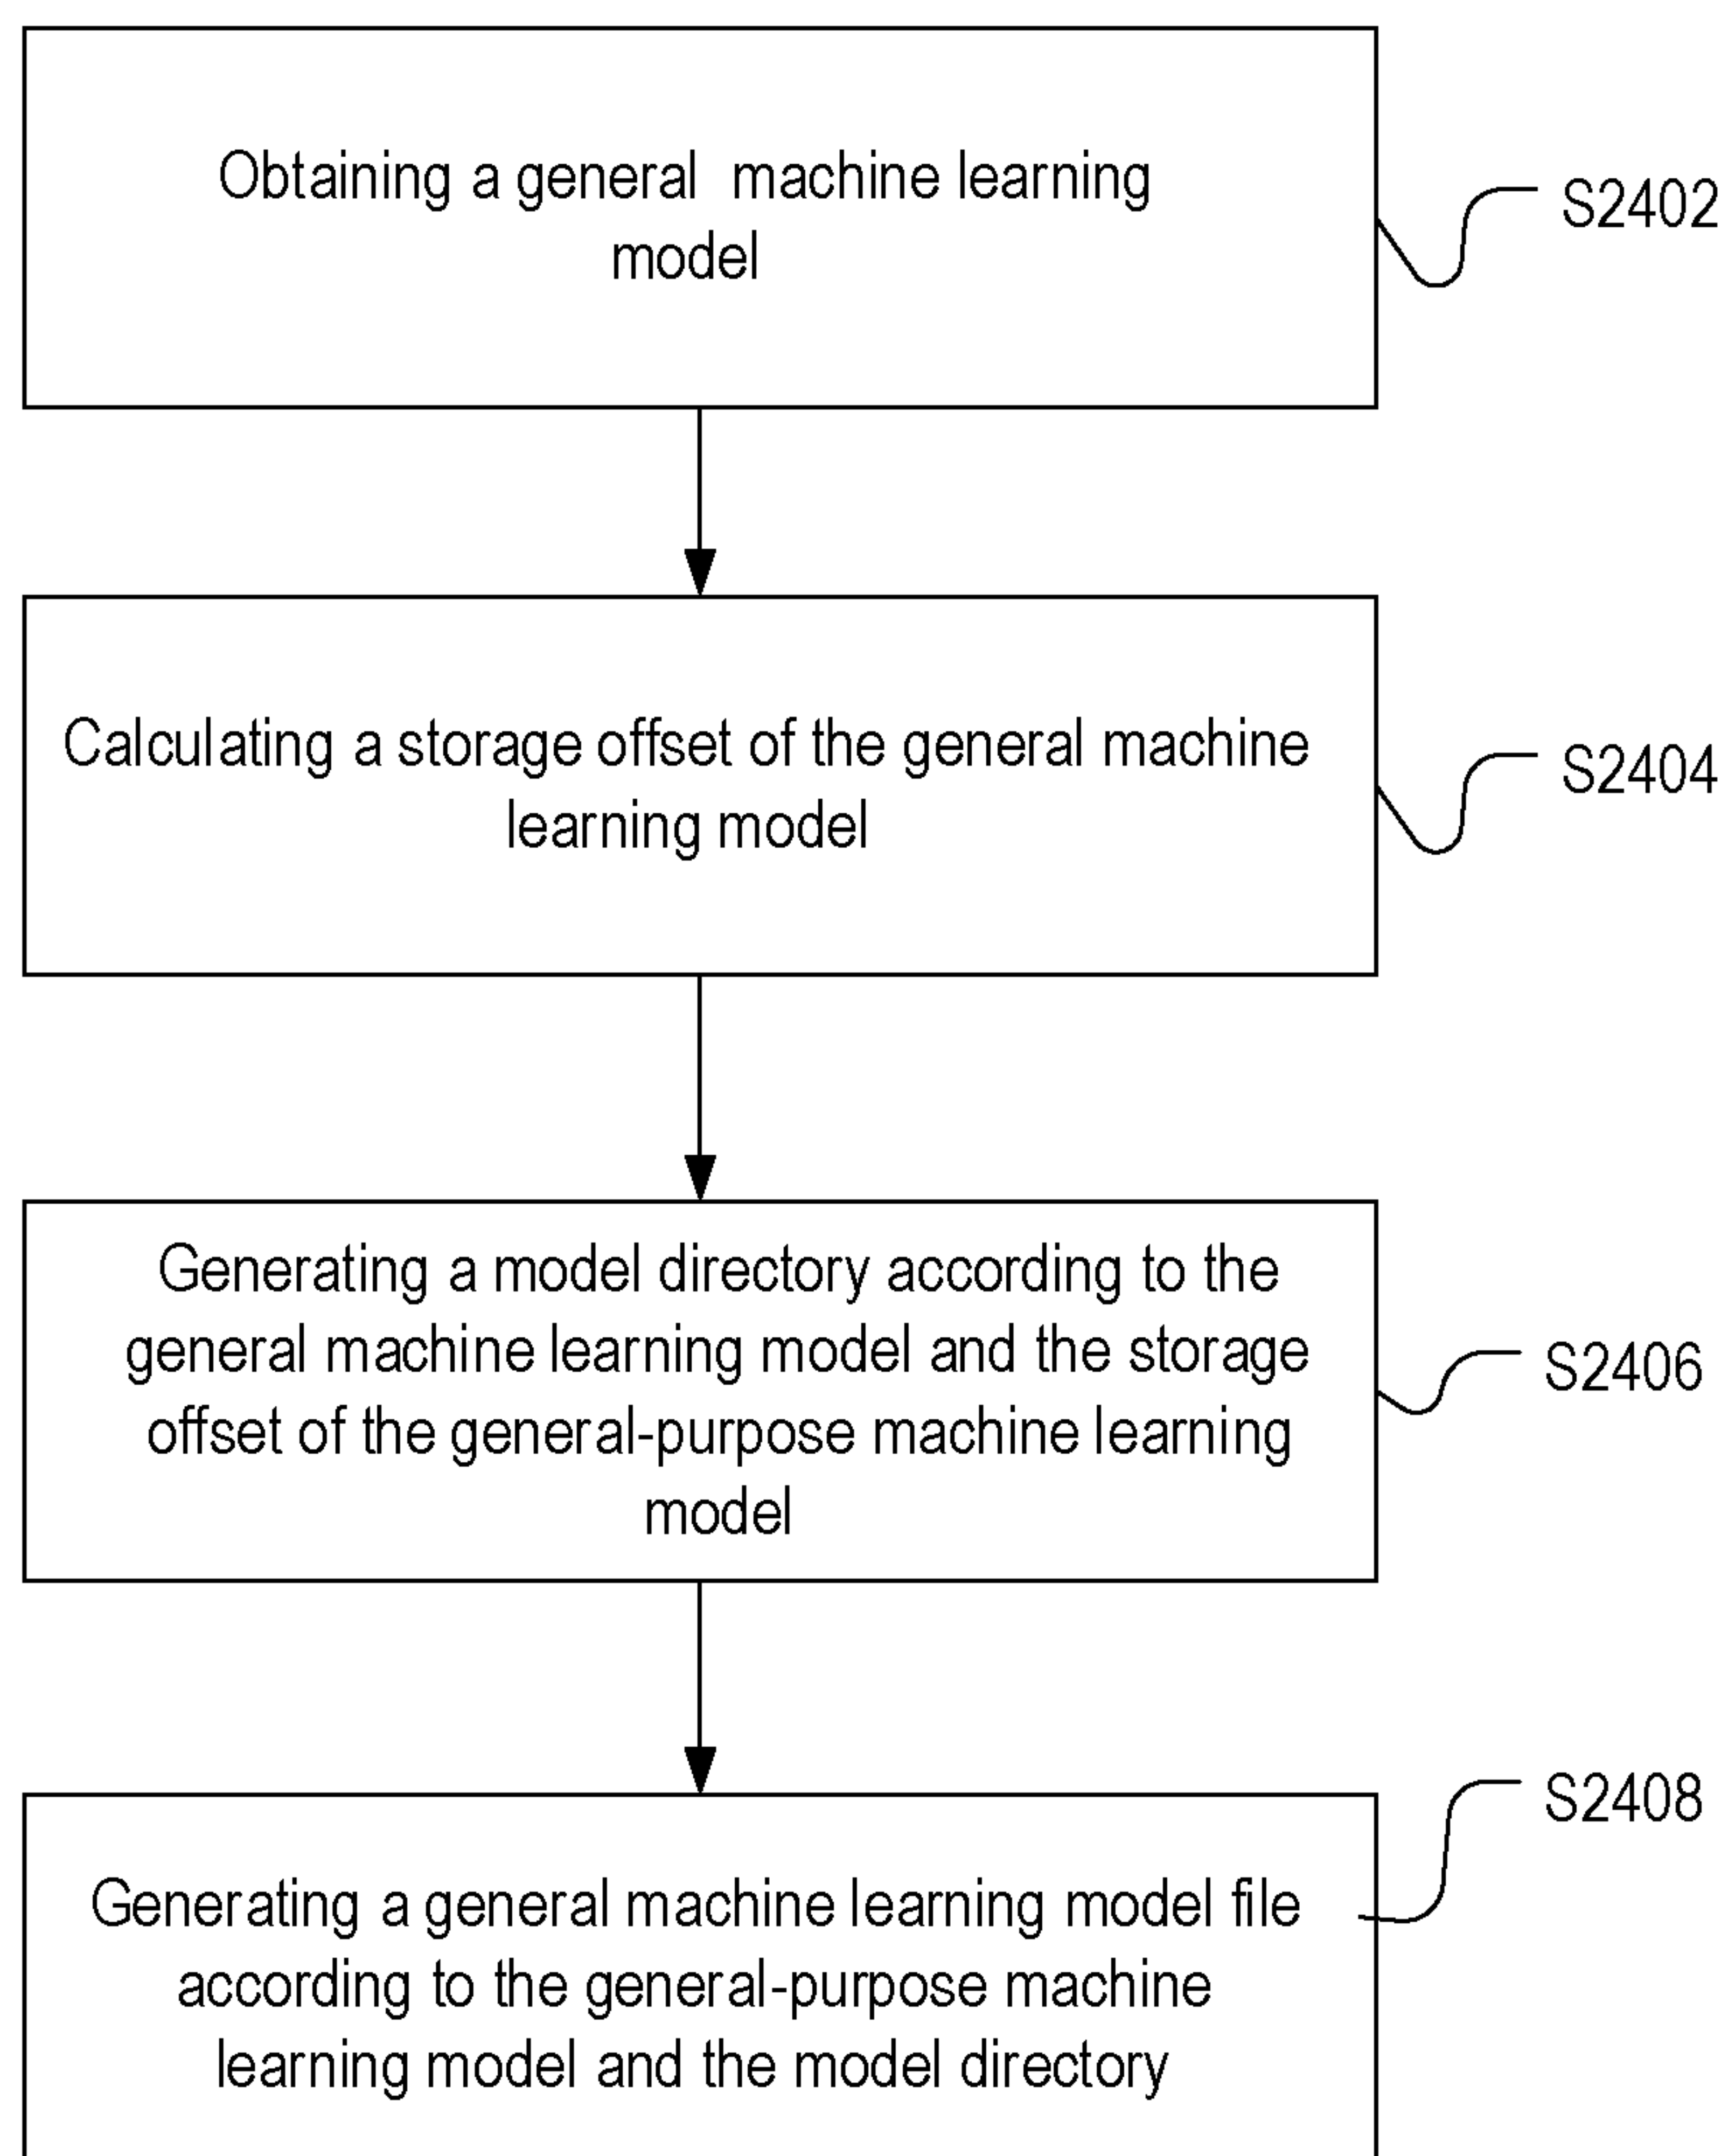 Obtaining a general machine learning
model
S2402
Calculating a storage offset of the general machine
learning model
S2404
Generating a model directory according to the
general machine learning model and the storage
offset of the general-purpose machine learning
model
S2406
S2408
Generating a general machine learning model file
according to the general-purpose machine
learning model and the model directory